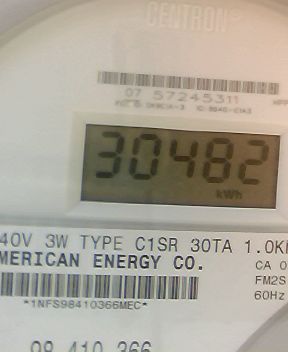 CENTRON®
07 57245311
30482
kWh
40V 3W TYPE C1SR 30TA 1.0K
MERICAN ENERGY CO.
CA 0
FM2S
60Hz
*1NFS98410366MEC*
98 410 366